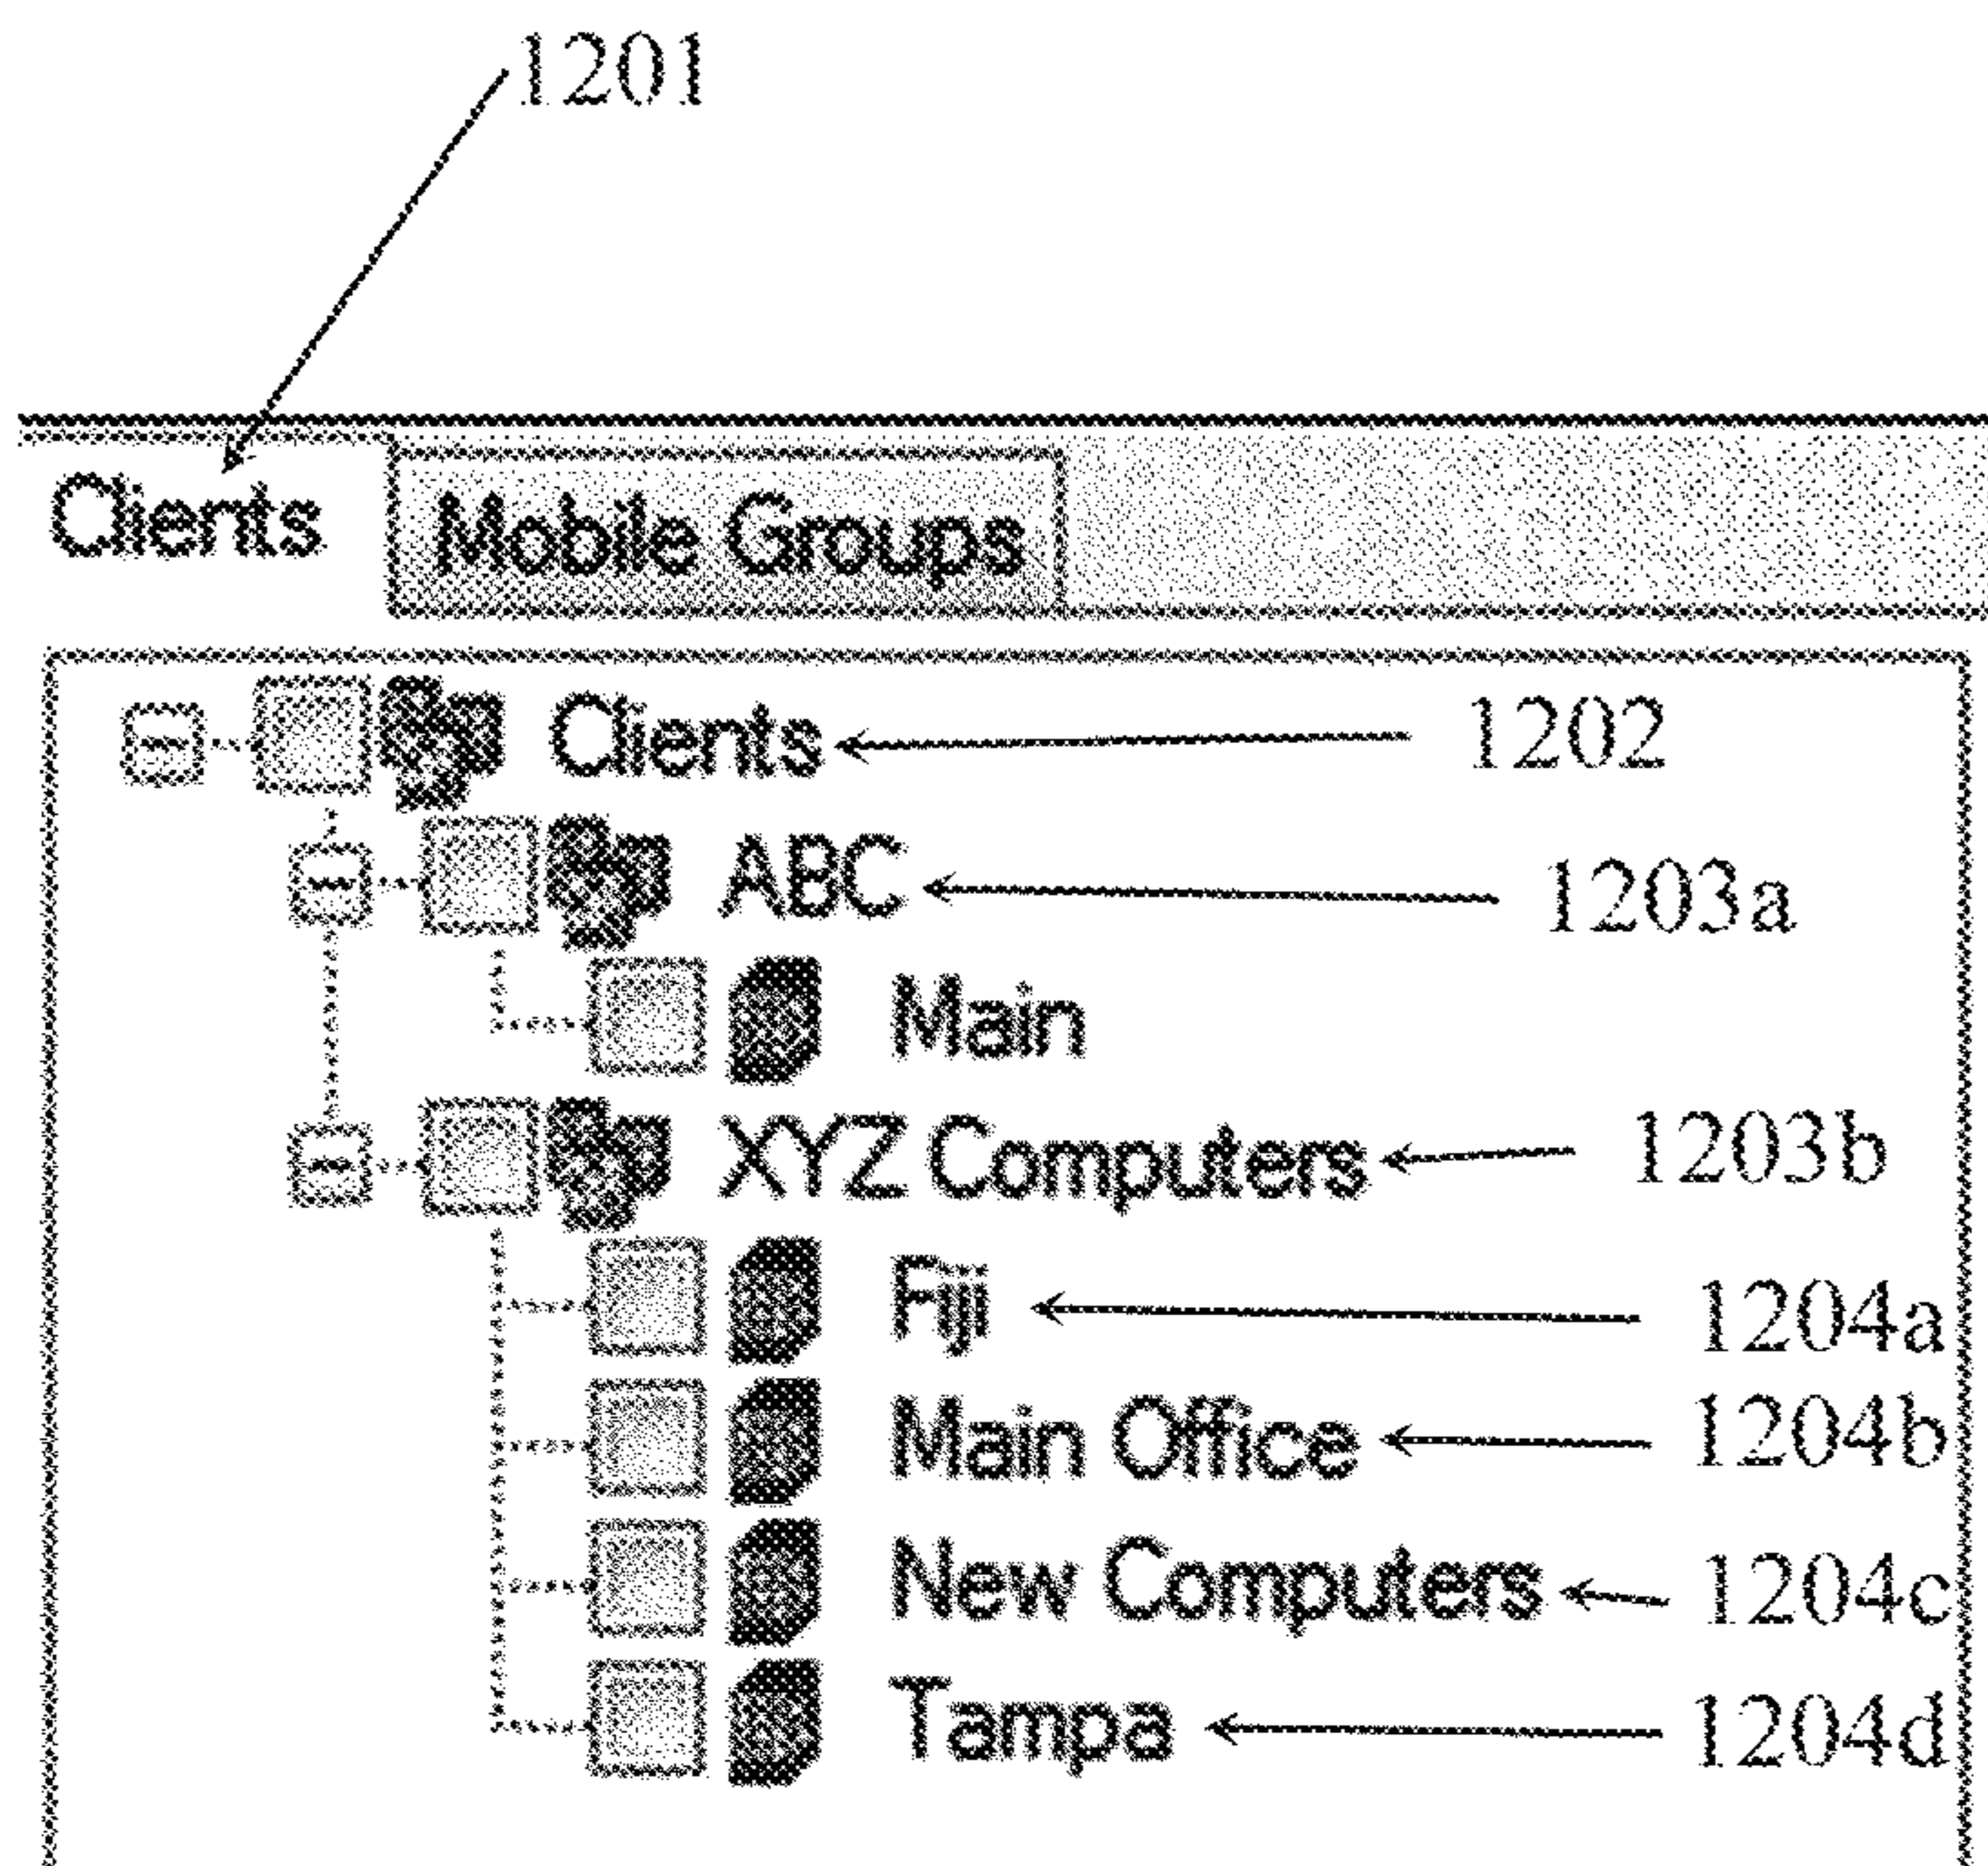 1201
Clients Mobile Groups
Clients 1202
ABC 1203a
Main
XYZ Computers 1203b
Fiji 1204a
Main Office 1204b
New Computers 1204c
Tampa 1204d